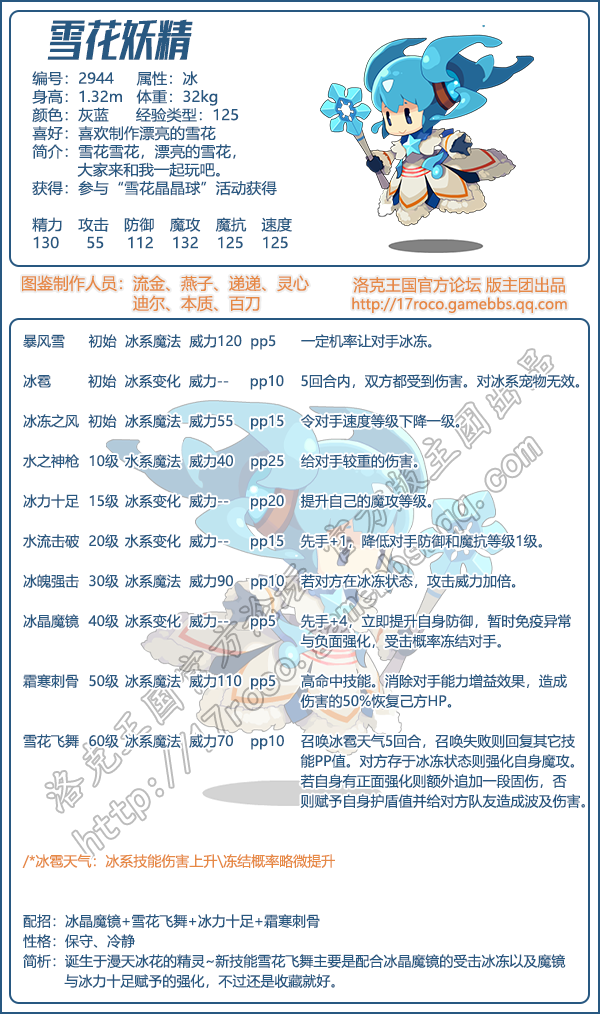 雪花妖精
编号：2944 属性：冰
身高：1.32m 体重：32kg
颜色：灰蓝 经验类型：125
喜好：喜欢制作漂亮的雪花
简介：雪花雪花，漂亮的雪花，
大家来和我一起玩吧。
获得：参与“雪花晶晶球”活动获得
精力 攻击 防御 魔攻 魔抗 速度
130 55 112 132 125 125
图鉴制作人员：流金、燕子、递递、灵心
迪尔、本质、百刀
洛克王国官方论坛 版主团出品
http://17roco.gamebbs.qq.com
暴风雪 初始 冰系魔法 威力120 pp5 一定机率让对手冰冻。
冰雹 初始 冰系变化 威力-- pp10 5回合内，双方都受到伤害。对冰系宠物无效。
冰冻之风 初始 冰系魔法 威力55 pp15 令对手速度等级下降一级。
水之神枪 10级 水系魔法 威力40 pp25 给对手较重的伤害。
冰力十足 15级 冰系变化 威力-- pp20 提升自己的魔攻等级。
水流击破 20级 水系变化 威力-- pp15 先手+1，降低对手防御和魔抗等级1级。
冰魄强击 30级 冰系魔法 威力90 pp10 若对方在冰冻状态，攻击威力加倍。
冰晶魔镜 40级 冰系变化 威力-- pp5 先手+4，立即提升自身防御，暂时免疫异常
与负面强化，受击概率冻结对手。
霜寒刺骨 50级 冰系魔法 威力110 pp5 高命中技能。消除对手能力增益效果，造成
伤害的50%恢复己方HP。
雪花飞舞 60级 冰系魔法 威力70 pp10 召唤冰雹天气5回合，召唤失败则回复其它技
能PP值。对方存于冰冻状态则强化自身魔攻。
若自身有正面强化则额外追加一段固伤，否
则赋予自身护盾值并给对方队友造成波及伤害。
洛克王国官方论坛 官方版主团出品
http://17roco.gamebbs.qq.com
/*冰雹天气：冰系技能伤害上升\冻结概率略微提升
配招：冰晶魔镜+雪花飞舞+冰力十足+霜寒刺骨
性格：保守、冷静
简析：诞生于漫天冰花的精灵~新技能雪花飞舞主要是配合冰晶魔镜的受击冰冻以及魔镜
与冰力十足赋予的强化，不过还是收藏就好。